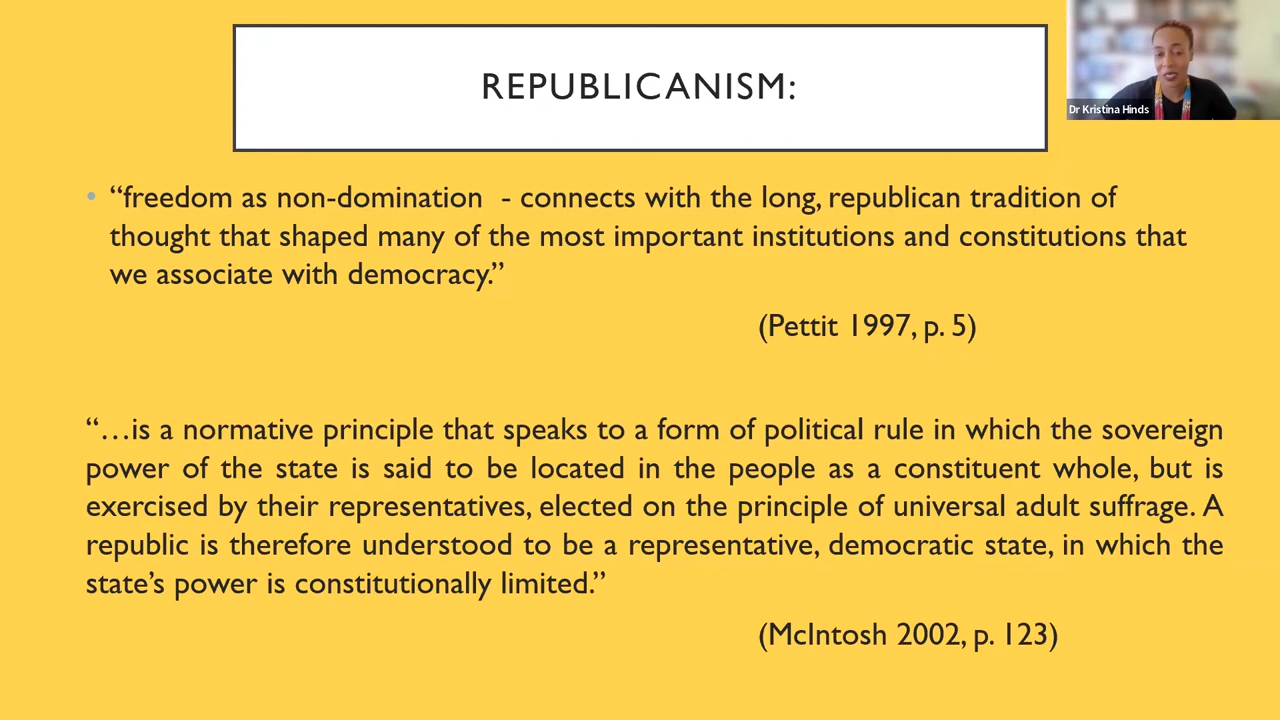 REPUBLICANISM:
Dr Kristina Hinds
• “freedom as non-domination  - connects with the long, republican tradition of
thought that shaped many of the most important institutions and constitutions that
we associate with democracy.”
(Pettit 1997, p. 5)
“…is a normative principle that speaks to a form of political rule in which the sovereign
power of the state is said to be located in the people as a constituent whole, but is
exercised by their representatives, elected on the principle of universal adult suffrage. A
republic is therefore understood to be a representative, democratic state, in which the
state’s power is constitutionally limited.”
(McIntosh 2002, p. 123)